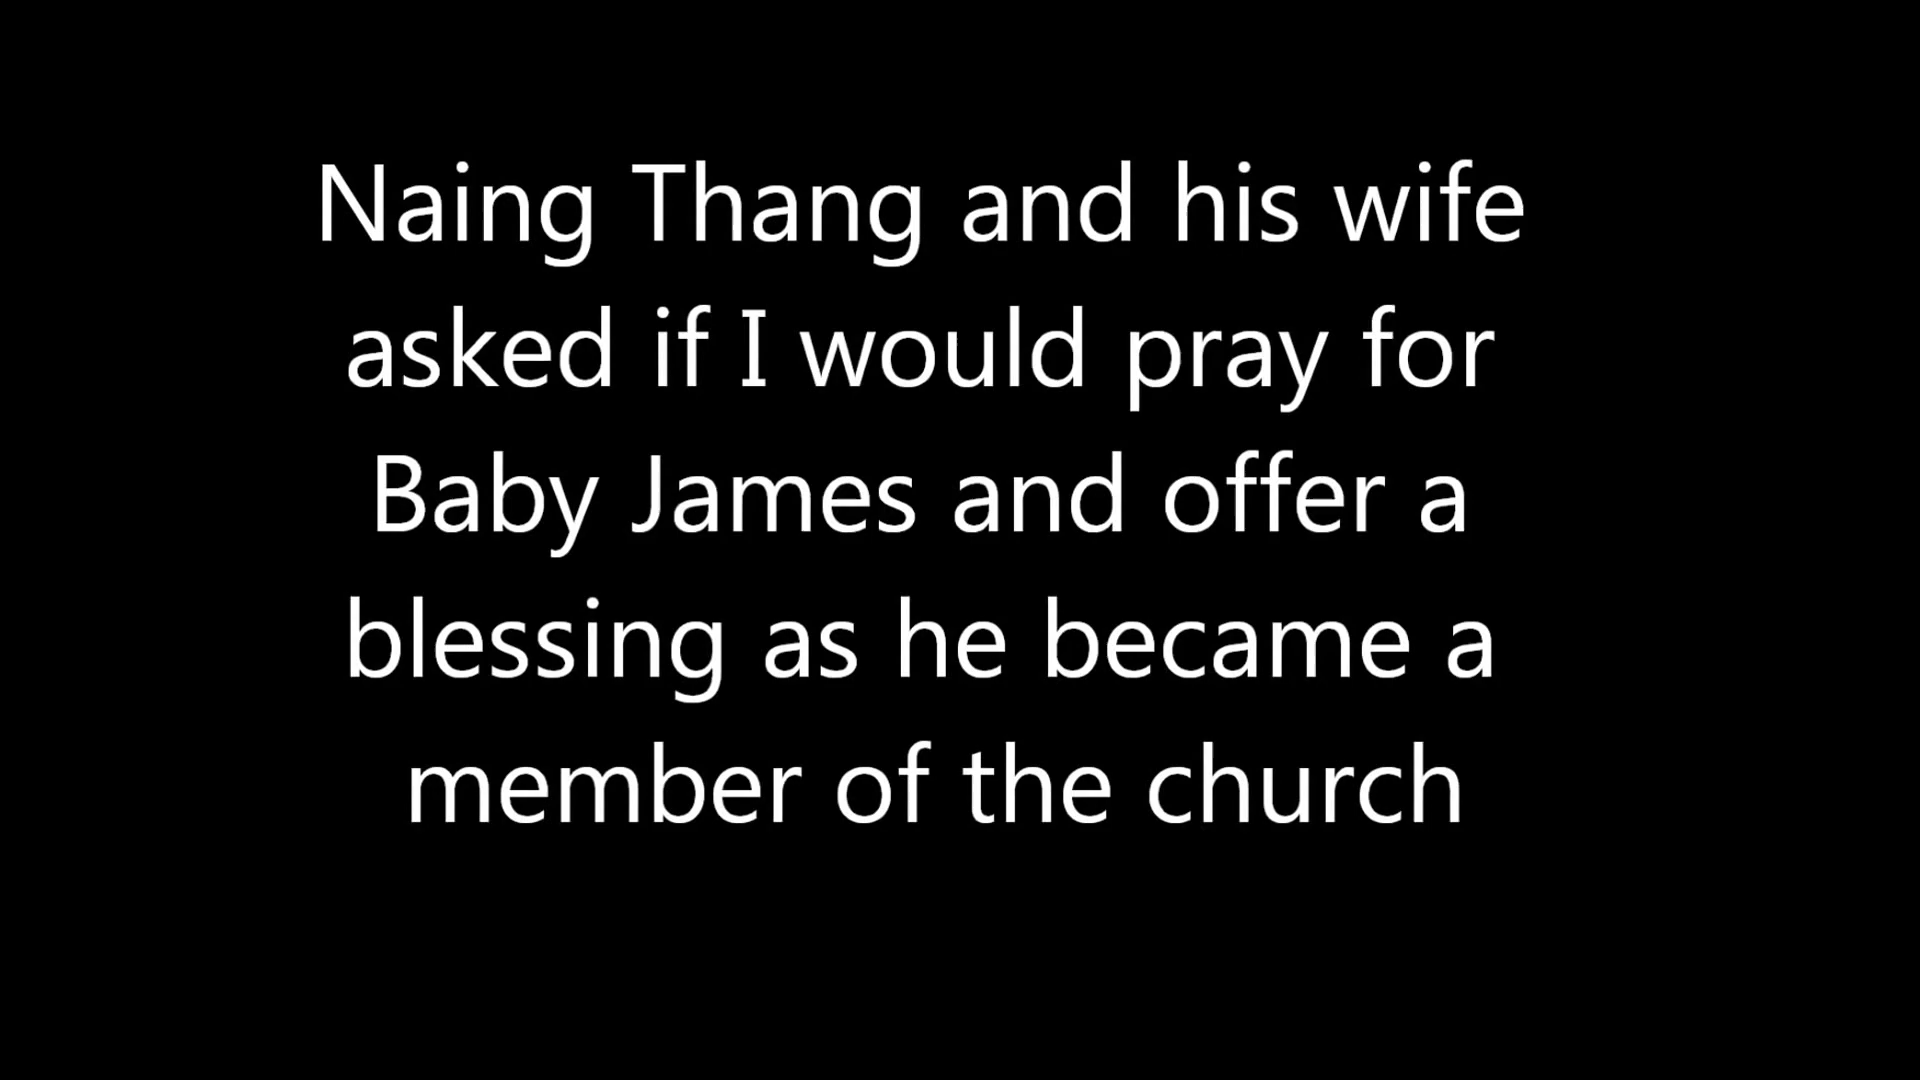 Naing Thang and his wife
asked if I would pray for
Baby James and offer a
blessing as he became a
member of the church